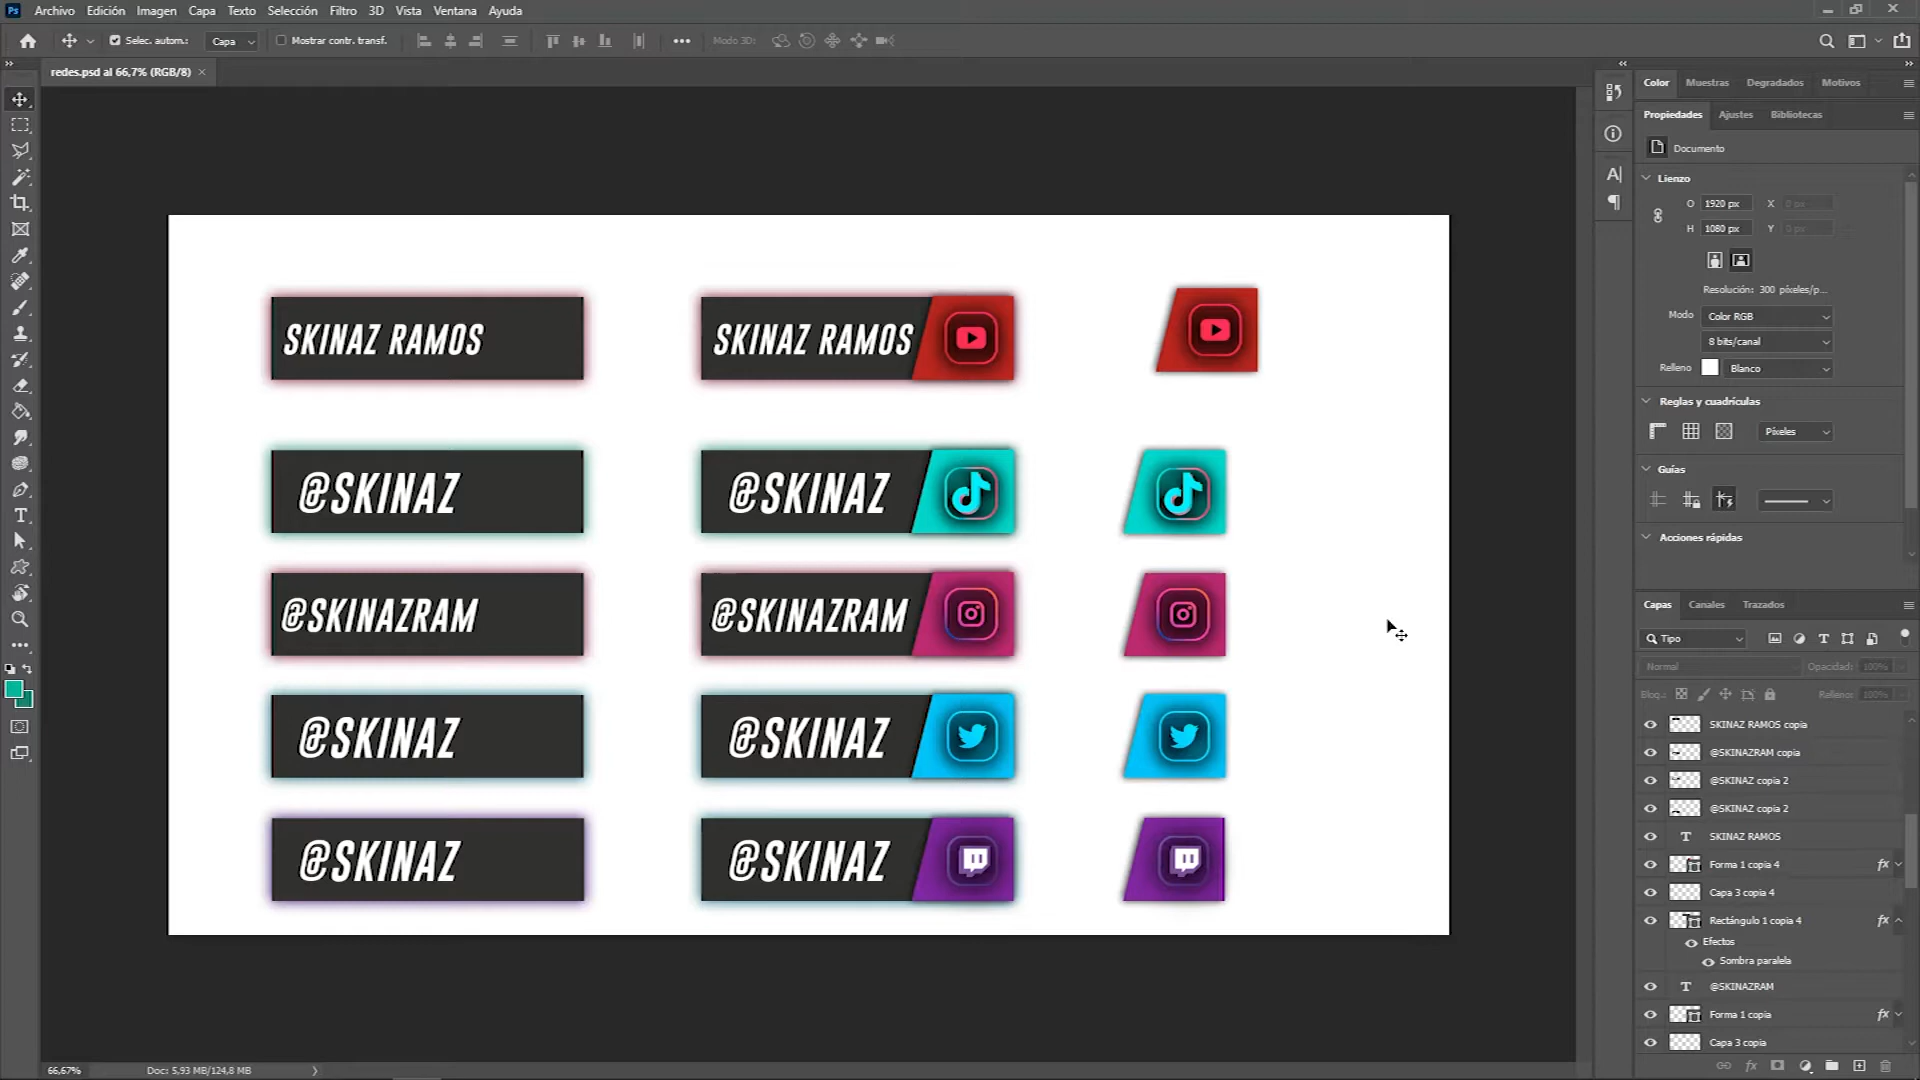 Ps Archivo Edición Imagen Capa Texto Selección Filtro 3D Vista Ventana Ayuda
Selec. autom.: Capa Mostrar contr. transf. Modo 3D:
redes.psd al 66,7% (RGB/8)
SKINAZ RAMOS
SKINAZ RAMOS
@SKINAZ
@SKINAZ
@SKINAZRAM
@SKINAZRAM
@SKINAZ
@SKINAZ
@SKINAZ
@SKINAZ
66,67% Doc: 5,93 MB/124,8 MB
Color Muestras Degradados Motivos
Propiedades Ajustes Bibliotecas
Documento
Lienzo
O 1920 px X 0 px
H 1080 px Y 0 px
Resolución: 300 píxeles/p...
Modo Color RGB
8 bits/canal
Relleno Blanco
Reglas y cuadrículas
Píxeles
Guías
Acciones rápidas
Capas Canales Trazados
Tipo
Normal Opacidad: 100%
Bloq.: Relleno: 100%
SKINAZ RAMOS copia
@SKINAZRAM copia
@SKINAZ copia 2
@SKINAZ copia 2
T SKINAZ RAMOS
Forma 1 copia 4 fx
Capa 3 copia 4
Rectángulo 1 copia 4 fx
Efectos
Sombra paralela
T @SKINAZRAM
Forma 1 copia fx
Capa 3 copia
fx